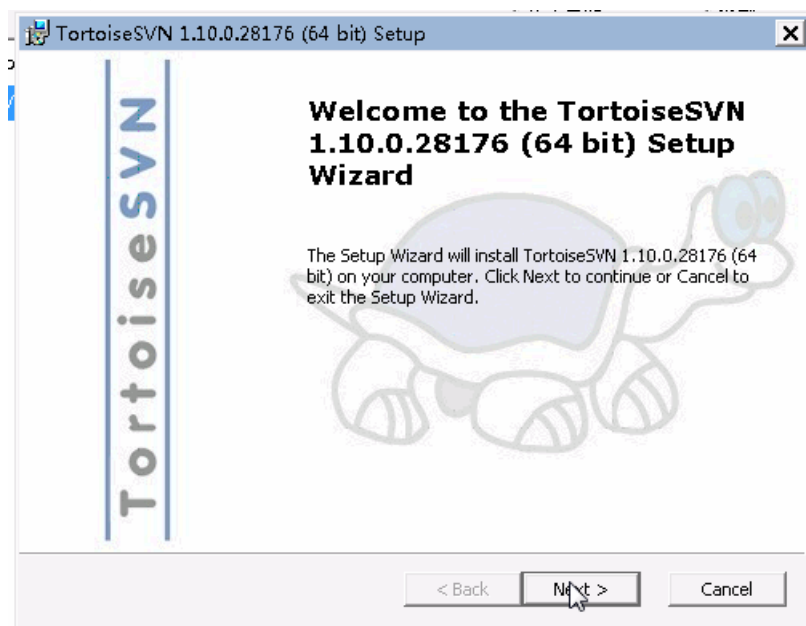 TortoiseSVN 1.10.0.28176 (64 bit) Setup
TortoiseSVN
Welcome to the TortoiseSVN
1.10.0.28176 (64 bit) Setup
Wizard
The Setup Wizard will install TortoiseSVN 1.10.0.28176 (64
bit) on your computer. Click Next to continue or Cancel to
exit the Setup Wizard.
< Back
Next >
Cancel